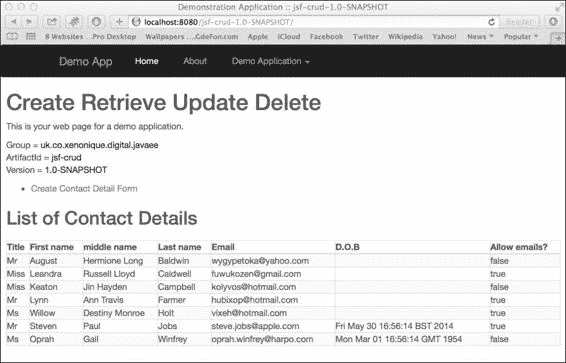 Demonstration Application :: jsf-crud-1.0-SNAPSHOT
localhost:8080/jsf-crud-1.0-SNAPSHOT/
Reader
8 Websites ...Pro Desktop Wallpapers ....GdeFon.com) Apple iCloud Facebook Twitter Wikipedia Yahoo! News Popular
Demo App Home About Demo Application
Create Retrieve Update Delete
This is your web page for a demo application.
Group = uk.co.xenonique.digital.javaee
ArtifactId = jsf-crud
Version = 1.0-SNAPSHOT
Create Contact Detail Form
List of Contact Details
Title First name middle name Last name Email D.O.B Allow emails?
Mr August Hermione Long Baldwin wygypetoka@yahoo.com false
Miss Leandra Russell Lloyd Caldwell fuwukozen@gmail.com true
Miss Keaton Jin Hayden Campbell kolyvos@hotmail.com false
Mr Lynn Ann Travis Farmer hubixop@hotmail.com true
Ms Willow Destiny Monroe Holt vixeh@hotmail.com true
Mr Steven Paul Jobs steve.jobs@apple.com Fri May 30 16:56:14 BST 2014 true
Ms Oprah Gail Winfrey oprah.winfrey@harpo.com Mon Mar 01 16:56:14 GMT 1954 false